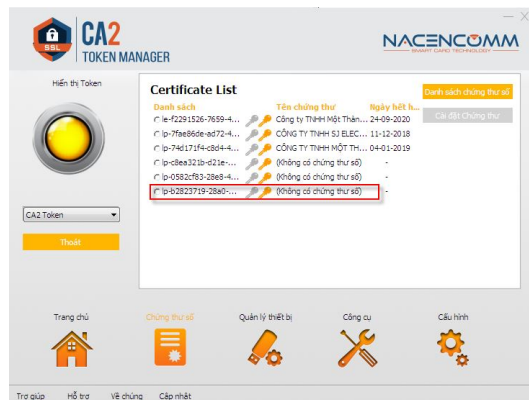 SSL
CA2
TOKEN MANAGER
NACENCOMM
SMART CARD TECHNOLOGY
Hiển thị Token
CA2 Token
Thoát
Certificate List
Danh sách chứng thư số
Cài đặt Chứng thư
Danh sách Tên chứng thư Ngày hết h...
le-f2291526-7659-4... Công ty TNHH Một Thàn... 24-09-2020
lp-7fae86de-ad72-4... CÔNG TY TNHH SJ ELEC... 11-12-2018
lp-74d171f4-c8d4-4... CÔNG TY TNHH MỘT TH... 04-01-2019
lp-c8ea321b-d21e-... (Không có chứng thư số) -
lp-0582cf83-28e8-4... (Không có chứng thư số) -
lp-b2823719-28a0-... (Không có chứng thư số) -
Trang chủ Chứng thư số Quản lý thiết bị Công cụ Cấu hình
Trợ giúp Hỗ trợ Về chúng Cập nhật